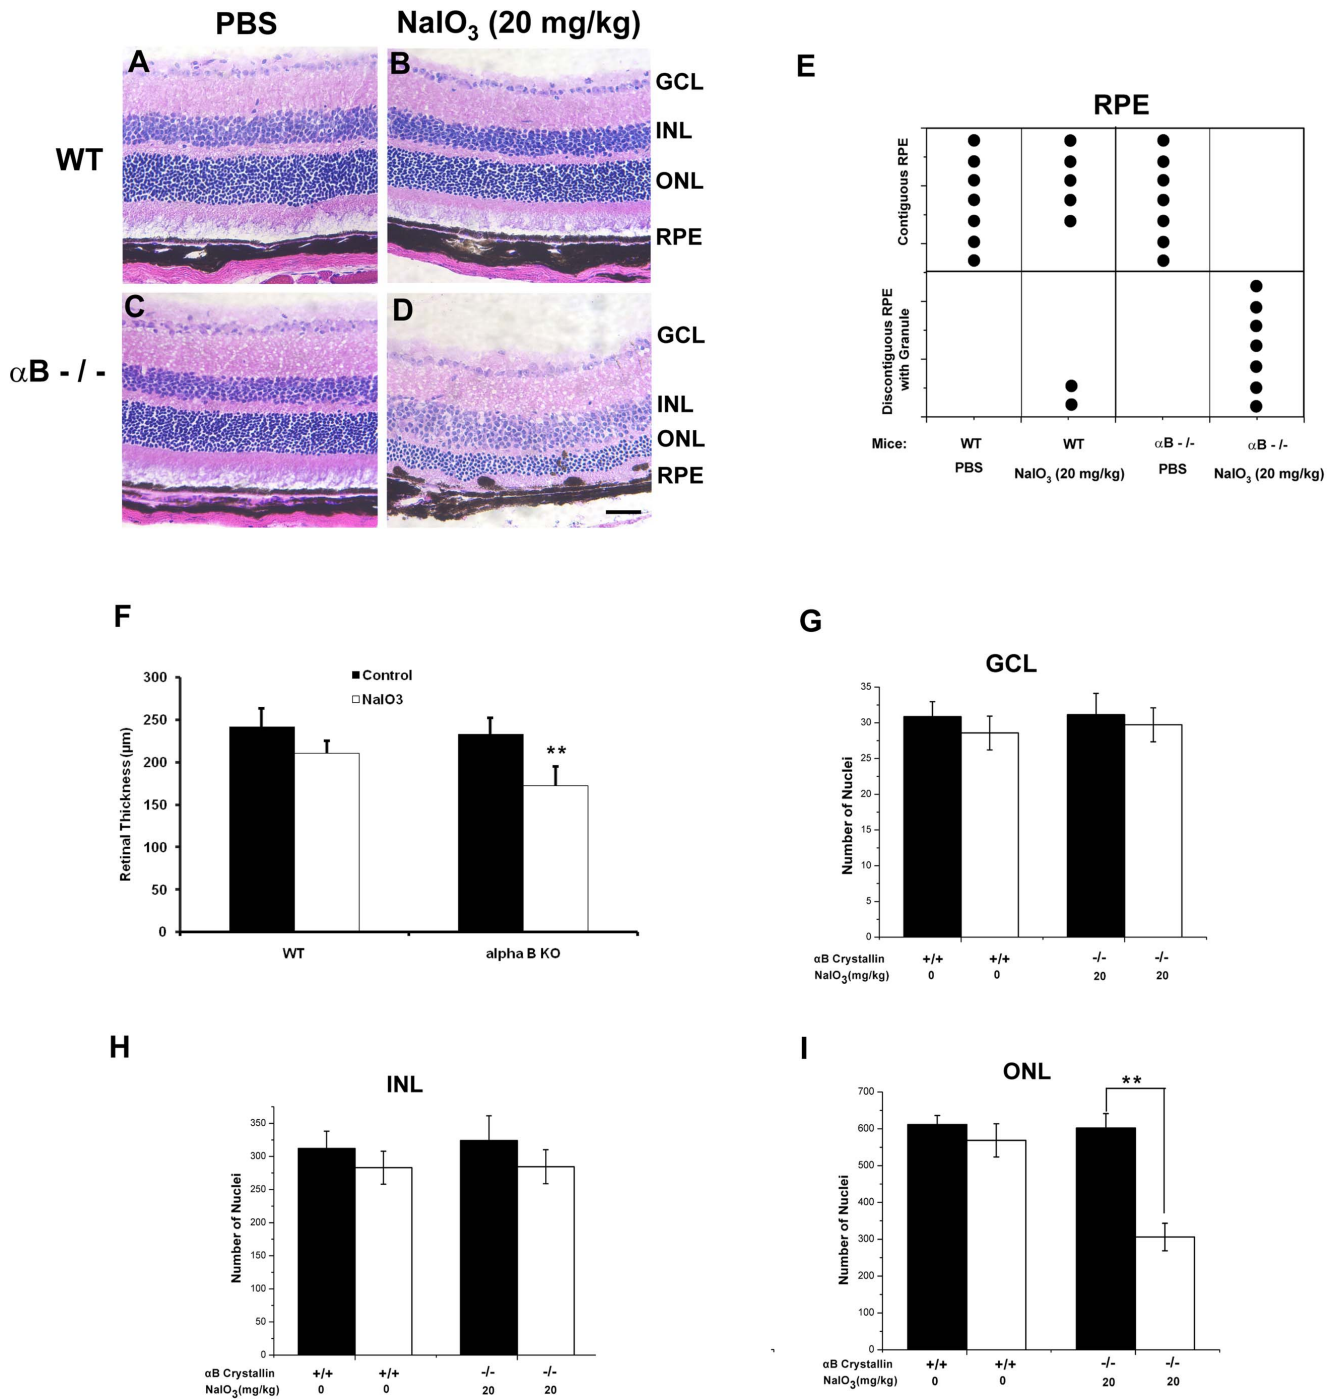 PBS
NaIO3 (20 mg/kg)
A
B
GCL
INL
ONL
RPE
WT
C
D
GCL
INL
ONL
RPE
αB - / -
E
RPE
Contiguous RPE
Discontiguous RPE
with Granule
Mice:
WT
PBS
WT
NaIO3 (20 mg/kg)
αB - /-
PBS
αB - /-
NaIO3 (20 mg/kg)
F
Control
NaIO3
Retinal Thickness (µm)
300
250
200
150
100
50
0
**
WT
alpha B KO
G
GCL
Number of Nuclei
35
30
25
20
15
10
5
0
αB Crystallin +/+ +/+ -/- -/-
NaIO3(mg/kg) 0 0 20 20
H
INL
Number of Nuclei
350
300
250
200
150
100
50
0
αB Crystallin +/+ +/+ -/- -/-
NaIO3(mg/kg) 0 0 20 20
I
ONL
**
Number of Nuclei
700
600
500
400
300
200
100
0
αB Crystallin +/+ +/+ -/- -/-
NaIO3(mg/kg) 0 0 20 20